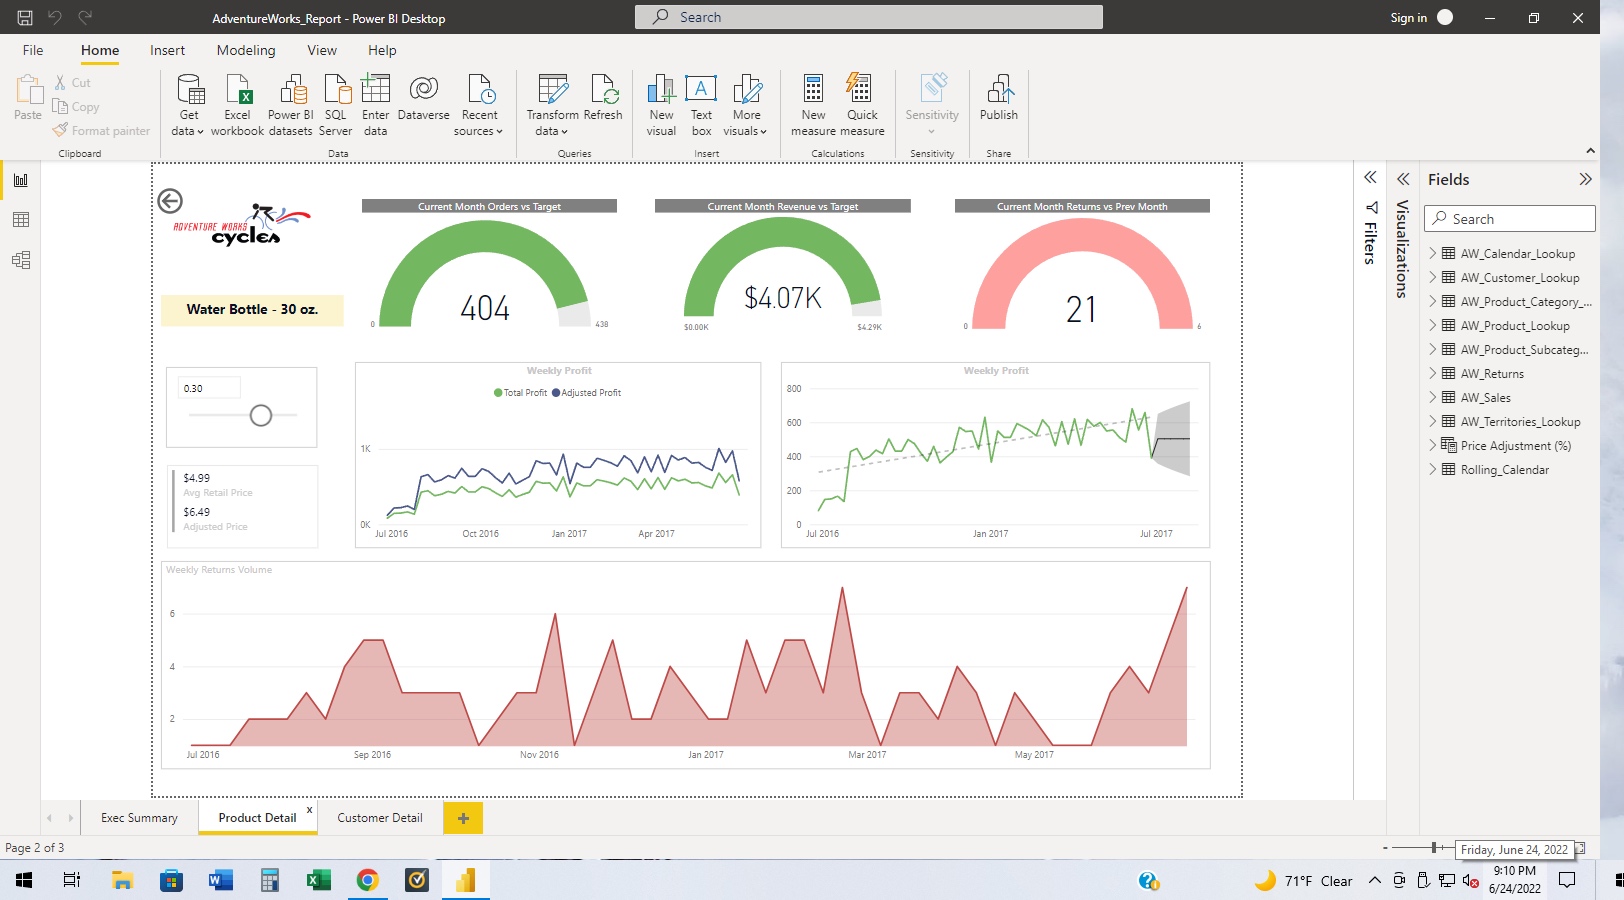 AdventureWorks_Report - Power BI Desktop
Search
Sign in
File Home Insert Modeling View Help
Paste
Cut
Copy
Format painter
Clipboard
Get data
Excel workbook
Power BI datasets
SQL Server
Enter data
Dataverse
Recent sources
Data
Transform data
Refresh
Queries
New visual
Text box
More visuals
Insert
New measure
Quick measure
Calculations
Sensitivity
Sensitivity
Publish
Share
ADVENTURE WORKS
cycles
Water Bottle - 30 oz.
Current Month Orders vs Target
404
0 438
Current Month Revenue vs Target
$4.07K
$0.00K $4.29K
Current Month Returns vs Prev Month
21
0 6
0.30
$4.99
Avg Retail Price
$6.49
Adjusted Price
Weekly Profit
Total Profit Adjusted Profit
1K
0K
Jul 2016 Oct 2016 Jan 2017 Apr 2017
Weekly Profit
800
600
400
200
0
Jul 2016 Jan 2017 Jul 2017
Weekly Returns Volume
6
4
2
Jul 2016 Sep 2016 Nov 2016 Jan 2017 Mar 2017 May 2017
Filters
Visualizations
Fields
Search
AW_Calendar_Lookup
AW_Customer_Lookup
AW_Product_Category_...
AW_Product_Lookup
AW_Product_Subcateg...
AW_Returns
AW_Sales
AW_Territories_Lookup
Price Adjustment (%)
Rolling_Calendar
Exec Summary Product Detail x Customer Detail +
Page 2 of 3
Friday, June 24, 2022
71°F Clear
9:10 PM
6/24/2022